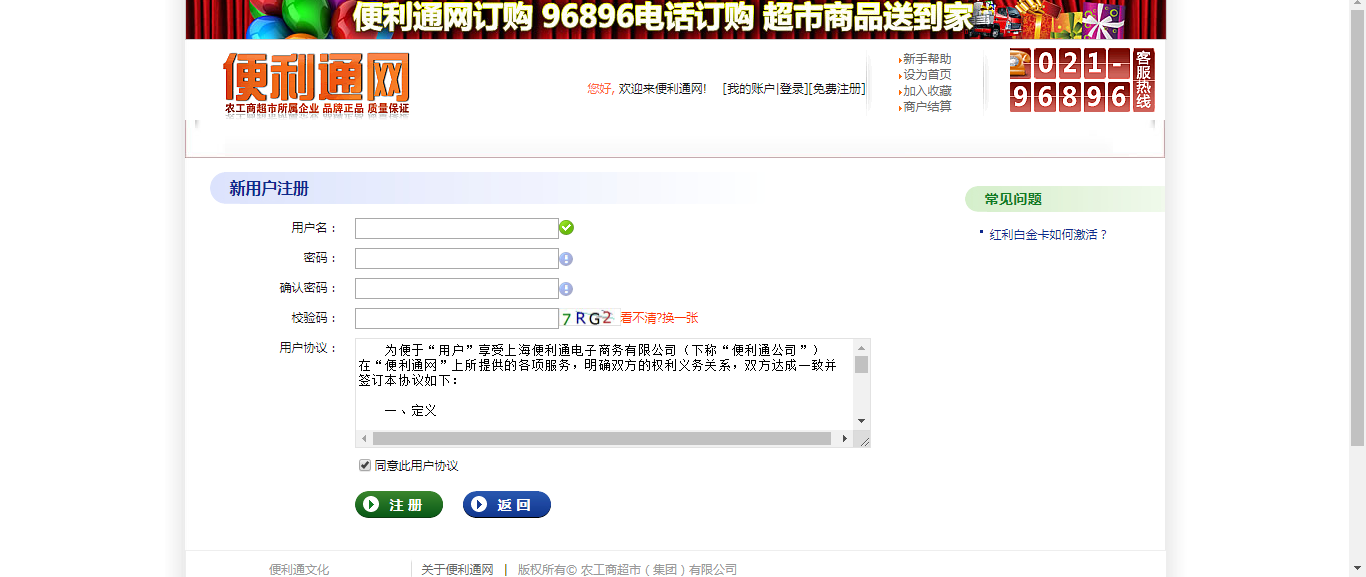 便利通网订购 96896电话订购 超市商品送到家
便利通网
农工商超市所属企业 品牌正品 质量保证
您好, 欢迎来便利通网! [我的账户|登录][免费注册]
新手帮助
设为首页
加入收藏
商户结算
021-
96896
客服热线
新用户注册
用户名：
密码：
确认密码：
校验码： 7RG2 看不清?换一张
用户协议：
为便于“用户”享受上海便利通电子商务有限公司（下称“便利通公司”）
在“便利通网”上所提供的各项服务，明确双方的权利义务关系，双方达成一致并
签订本协议如下：
一、定义
同意此用户协议
注 册 返 回
常见问题
红利白金卡如何激活？
便利通文化 关于便利通网 | 版权所有© 农工商超市（集团）有限公司